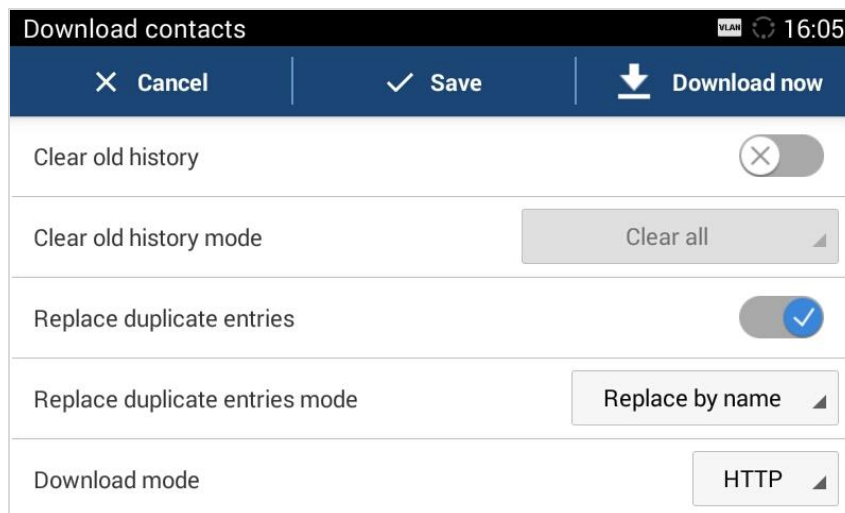 Download contacts VLAN 16:05
Cancel Save Download now
Clear old history
Clear old history mode Clear all
Replace duplicate entries
Replace duplicate entries mode Replace by name
Download mode HTTP